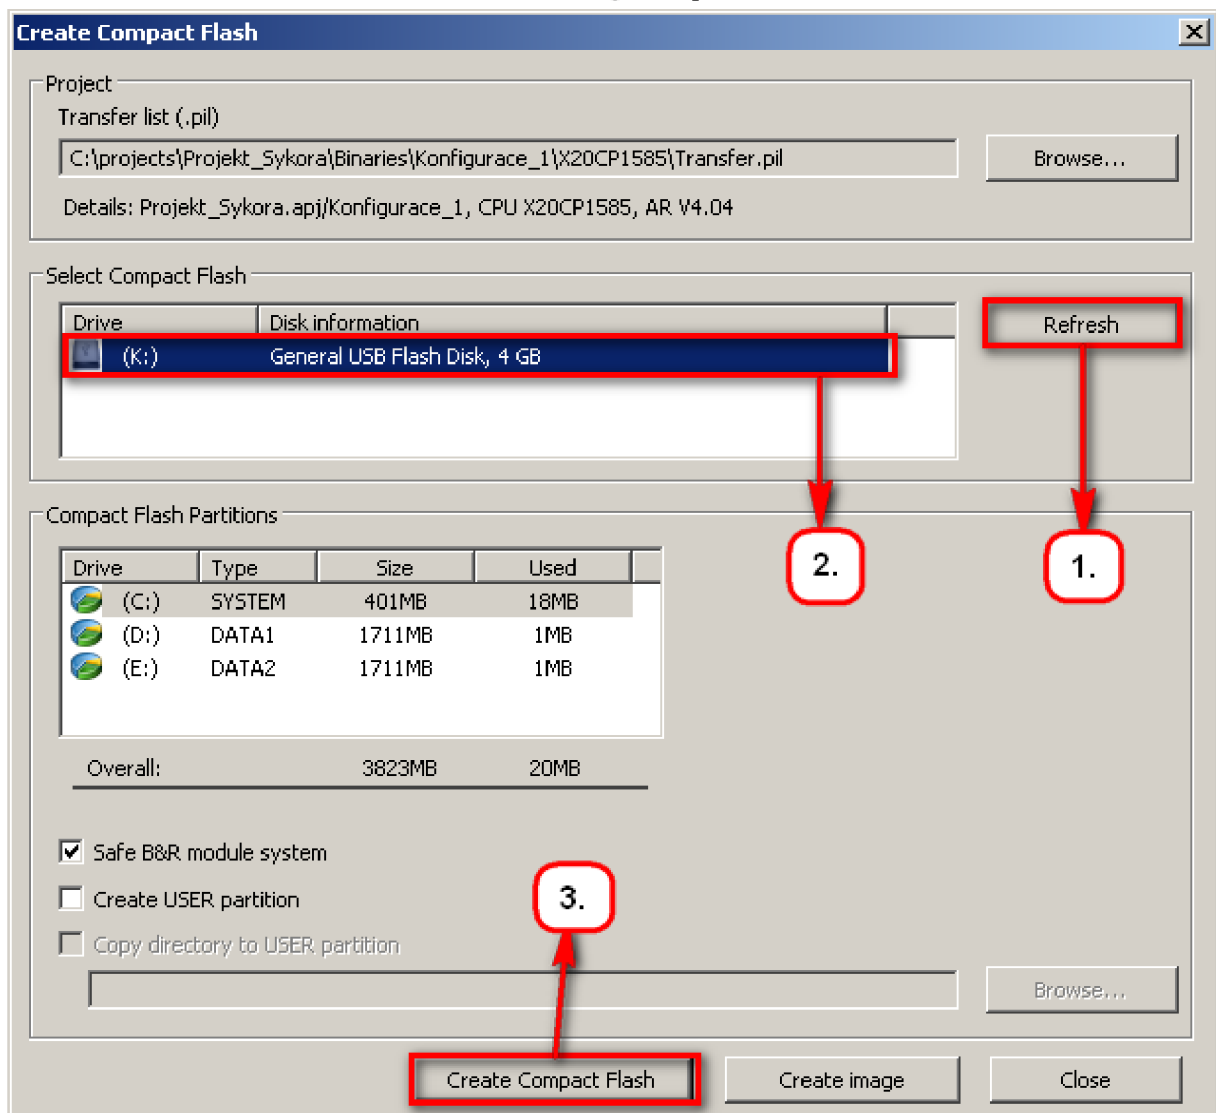 Create Compact Flash
Project
Transfer list (.pil)
C:\projects\Projekt_Sykora\Binaries\Konfigurace_1\X20CP1585\Transfer.pil Browse...
Details: Projekt_Sykora.apj/Konfigurace_1, CPU X20CP1585, AR V4.04
Select Compact Flash
Drive Disk information Refresh
(K:) General USB Flash Disk, 4 GB
Compact Flash Partitions
2. 1.
Drive Type Size Used
(C:) SYSTEM 401MB 18MB
(D:) DATA1 1711MB 1MB
(E:) DATA2 1711MB 1MB
Overall: 3823MB 20MB
Safe B&R module system
Create USER partition
3.
Copy directory to USER partition
Browse...
Create Compact Flash Create image Close